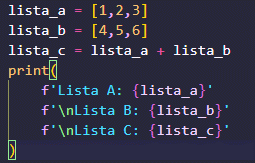 lista_a = [1,2,3]
lista_b = [4,5,6]
lista_c = lista_a + lista_b
print(
    f'Lista A: {lista_a}'
    f'\nLista B: {lista_b}'
    f'\nLista C: {lista_c}'
)